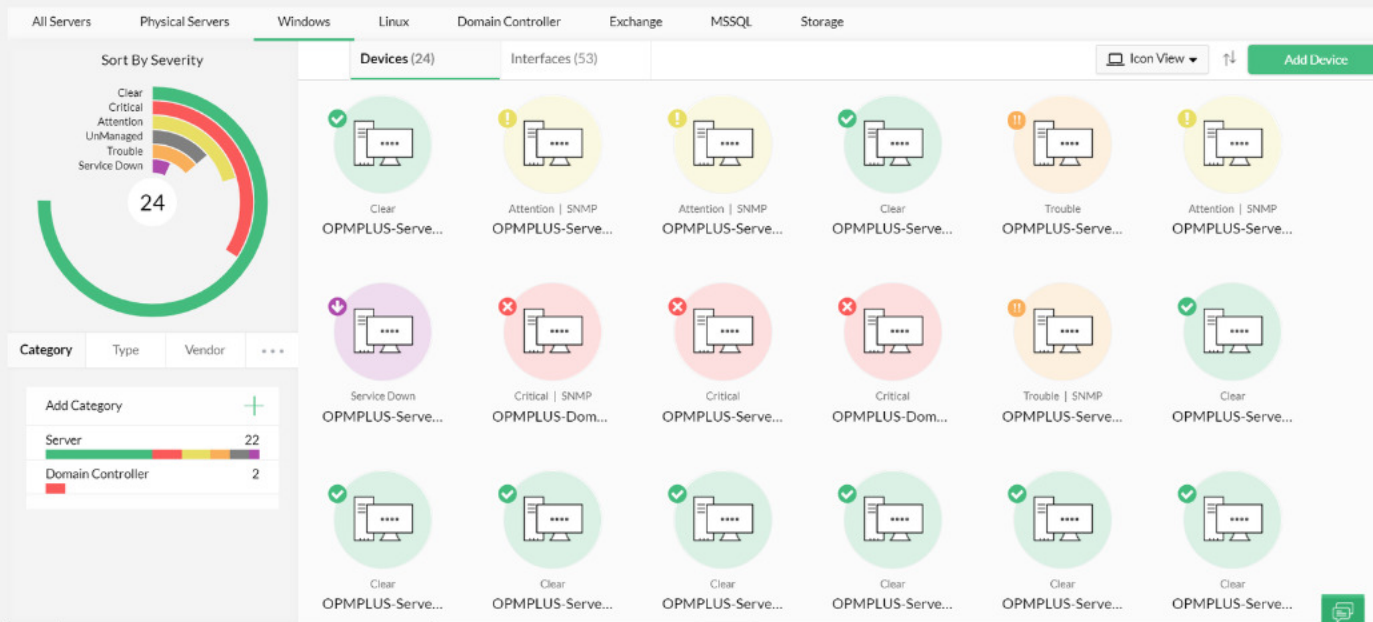 All Servers Physical Servers Windows Linux Domain Controller Exchange MSSQL Storage
Sort By Severity
Clear
Critical
Attention
UnManaged
Trouble
Service Down
24
Category Type Vendor
Add Category
Server 22
Domain Controller 2
Devices (24) Interfaces (53) Icon View Add Device
Clear Attention | SNMP Attention | SNMP Clear Trouble Attention | SNMP
OPMPLUS-Serve... OPMPLUS-Serve... OPMPLUS-Serve... OPMPLUS-Serve... OPMPLUS-Serve... OPMPLUS-Serve...
Service Down Critical | SNMP Critical Critical Trouble | SNMP Clear
OPMPLUS-Serve... OPMPLUS-Dom... OPMPLUS-Serve... OPMPLUS-Dom... OPMPLUS-Serve... OPMPLUS-Serve...
Clear Clear Clear Clear Clear Clear
OPMPLUS-Serve... OPMPLUS-Serve... OPMPLUS-Serve... OPMPLUS-Serve... OPMPLUS-Serve... OPMPLUS-Serve...